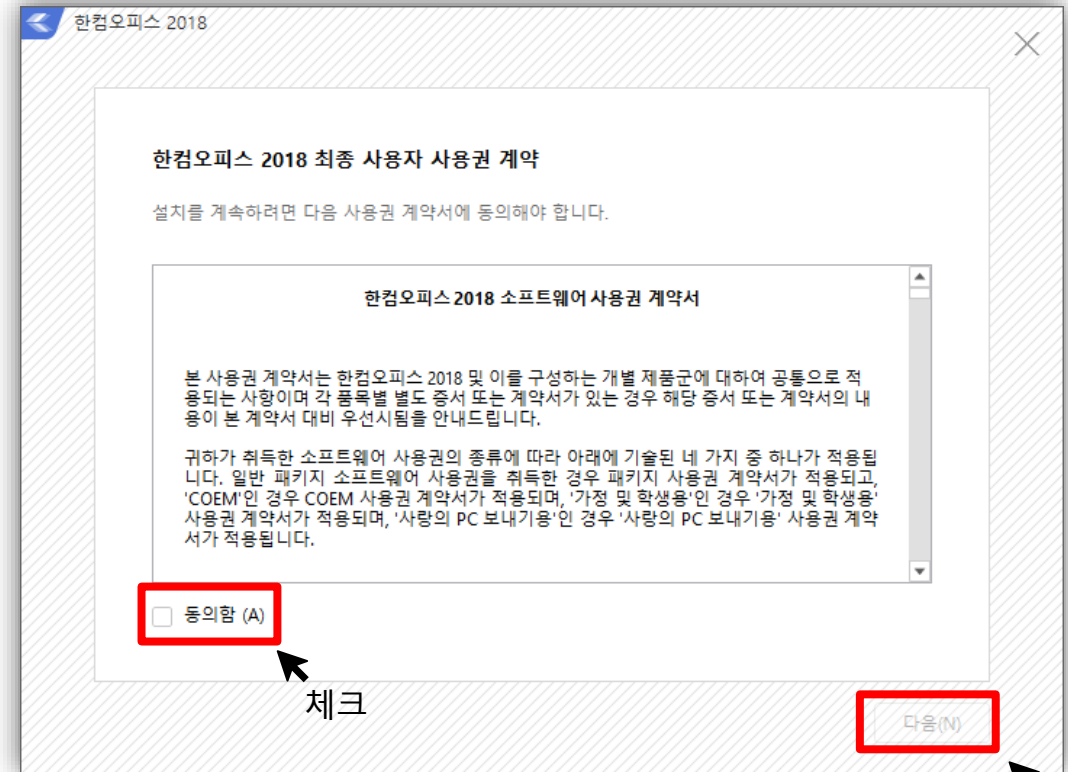 한컴오피스 2018
한컴오피스 2018 최종 사용자 사용권 계약
설치를 계속하려면 다음 사용권 계약서에 동의해야 합니다.
한컴오피스 2018 소프트웨어 사용권 계약서
본 사용권 계약서는 한컴오피스 2018 및 이를 구성하는 개별 제품군에 대하여 공통으로 적
용되는 사항이며 각 품목별 별도 증서 또는 계약서가 있는 경우 해당 증서 또는 계약서의 내
용이 본 계약서 대비 우선시됨을 안내드립니다.
귀하가 취득한 소프트웨어 사용권의 종류에 따라 아래에 기술된 네 가지 중 하나가 적용됩
니다. 일반 패키지 소프트웨어 사용권을 취득한 경우 패키지 사용권 계약서가 적용되고,
'COEM'인 경우 COEM 사용권 계약서가 적용되며, '가정 및 학생용'인 경우 '가정 및 학생용'
사용권 계약서가 적용되며, '사랑의 PC 보내기용'인 경우 '사랑의 PC 보내기용' 사용권 계약
서가 적용됩니다.
동의함 (A)
체크
다음(N)